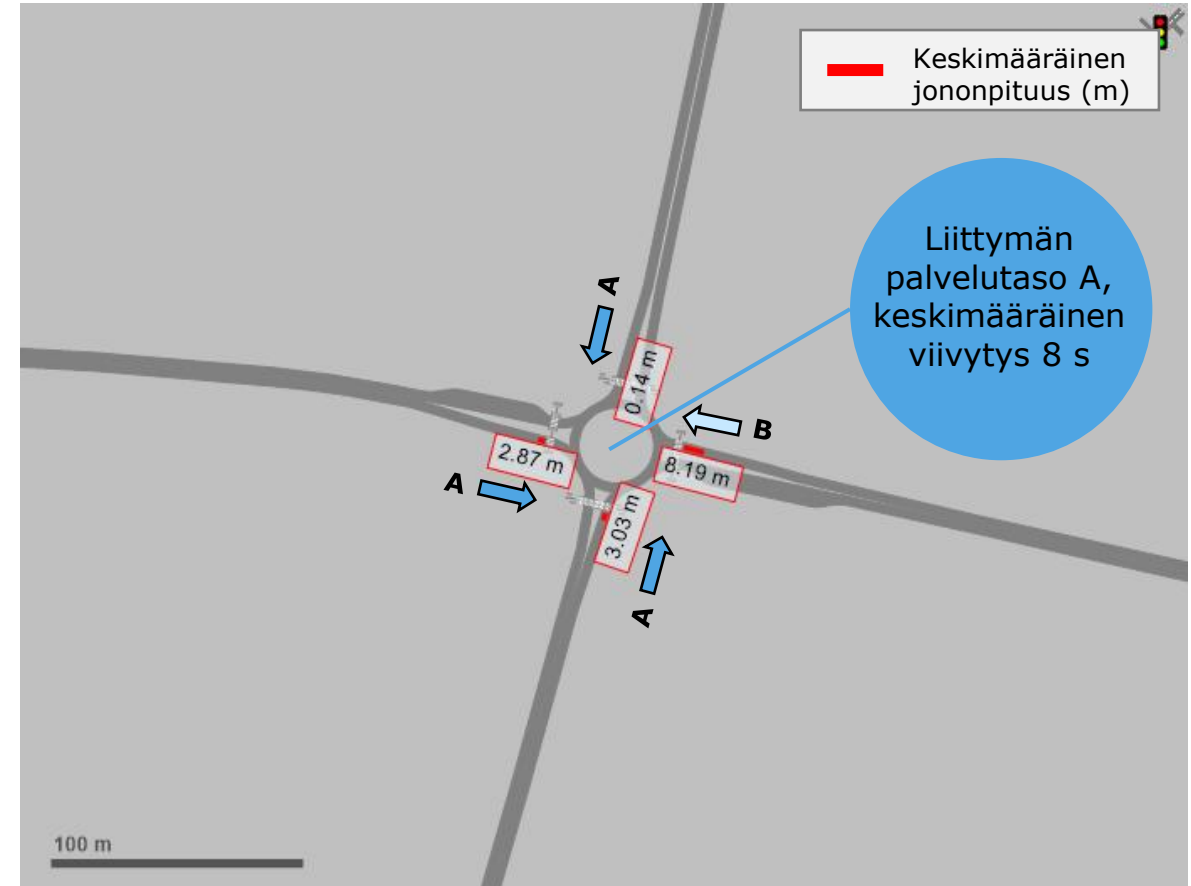 Keskimääräinen
jononpituus (m)
Liittymän
palvelutaso A,
keskimääräinen
viivytys 8 s
A
0.14 m
B
2.87 m
8.19 m
A
3.03 m
A
100 m